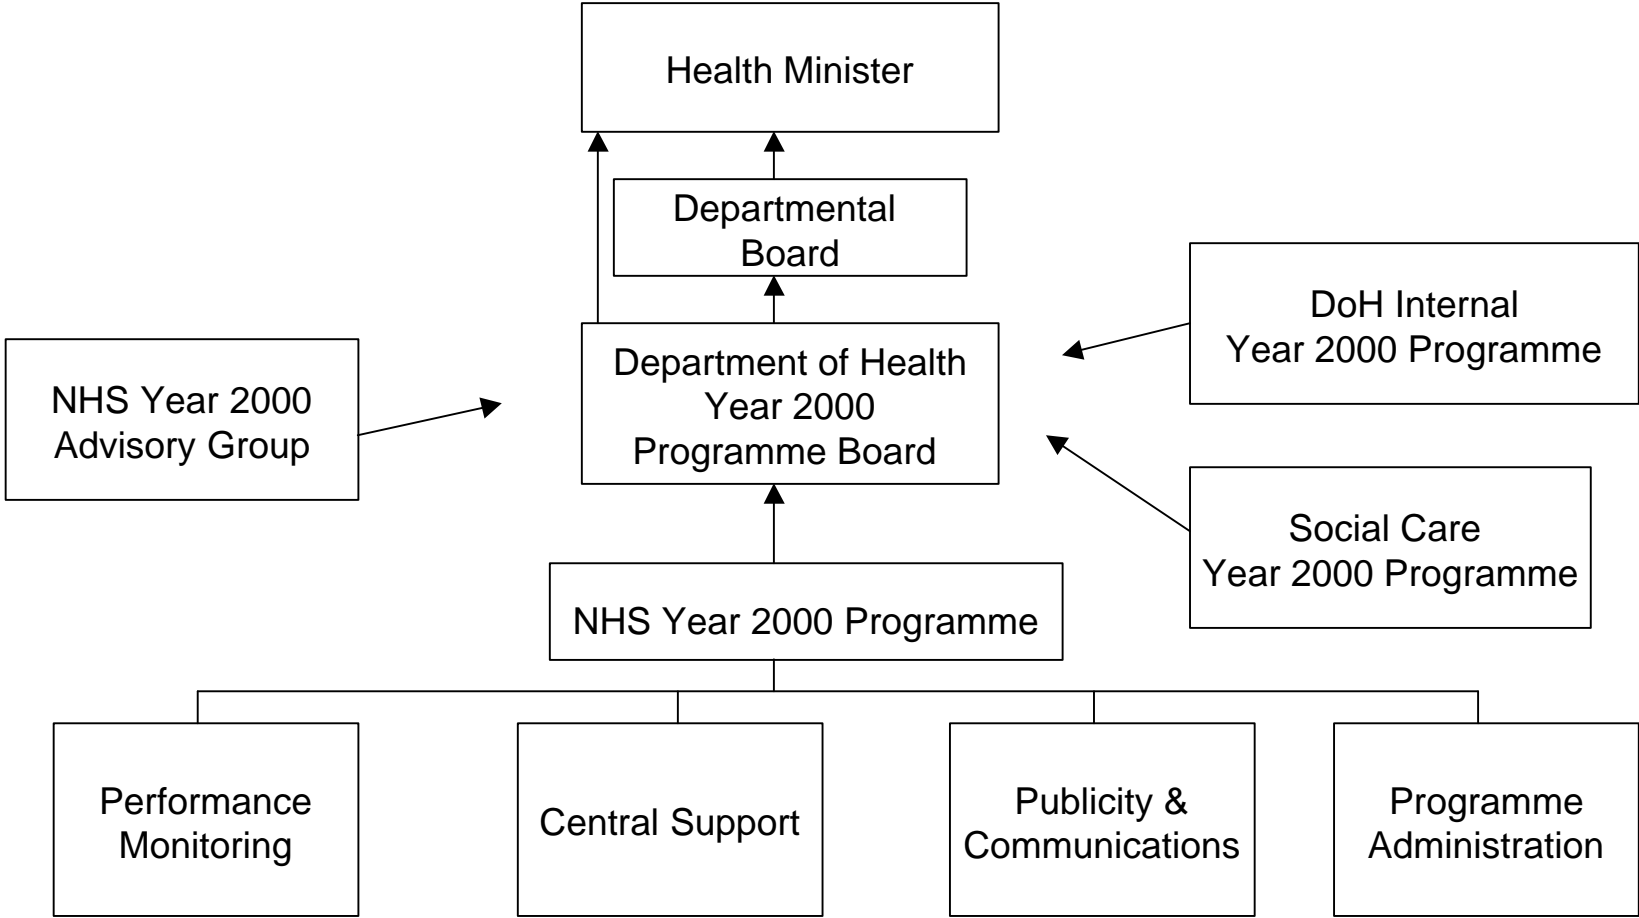 Health Minister
Departmental
Board
DoH Internal
Year 2000 Programme
Department of Health
Year 2000
Programme Board
NHS Year 2000
Advisory Group
Social Care
Year 2000 Programme
NHS Year 2000 Programme
Performance
Monitoring
Central Support
Publicity &
Communications
Programme
Administration